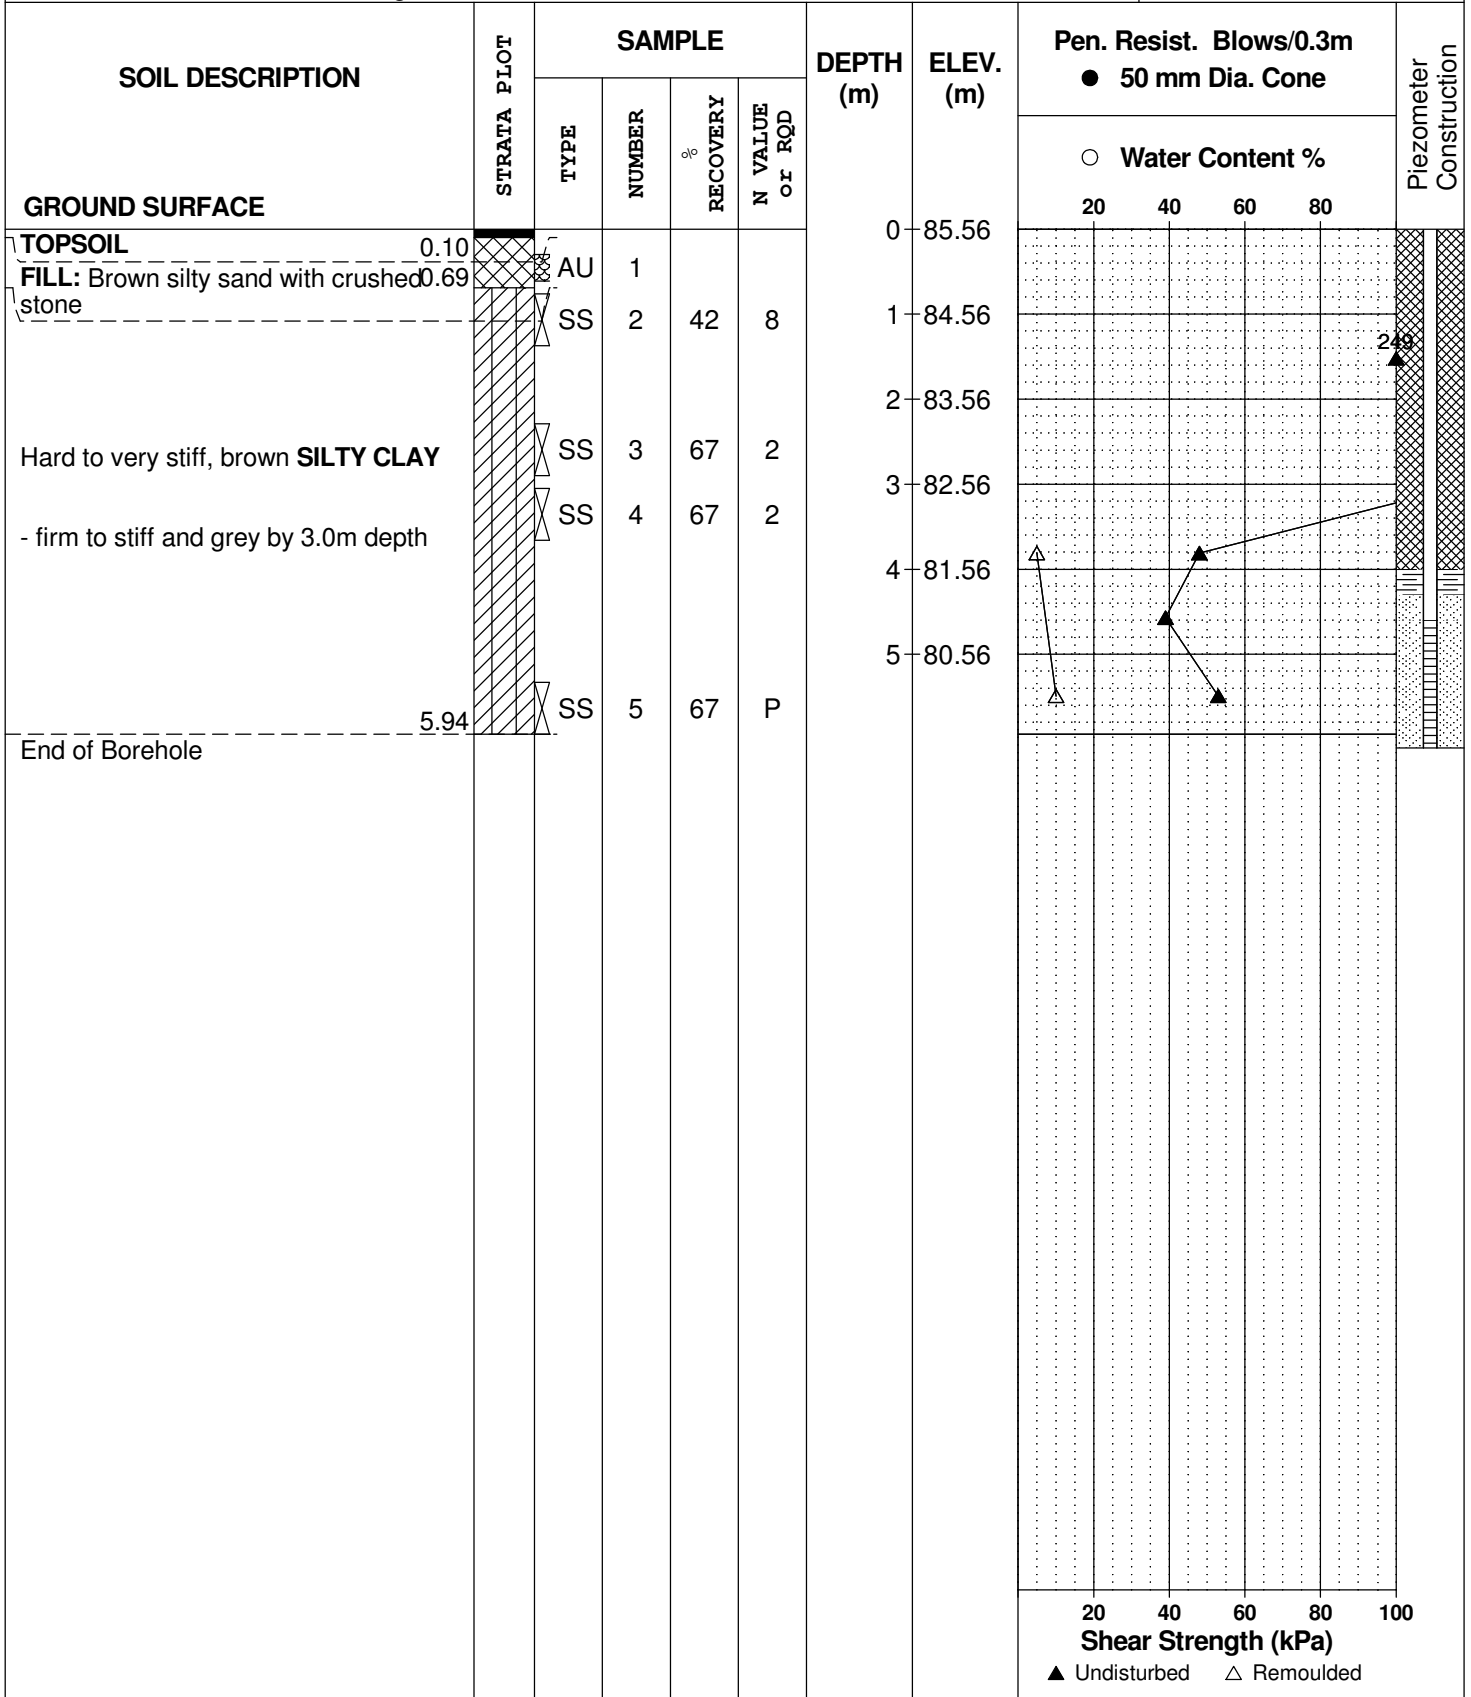 SOIL DESCRIPTION
GROUND SURFACE
STRATA PLOT
SAMPLE
TYPE
NUMBER
% RECOVERY
N VALUE or RQD
DEPTH (m)
ELEV. (m)
Pen. Resist. Blows/0.3m
● 50 mm Dia. Cone
○ Water Content %
20 40 60 80
Piezometer Construction
0 85.56
TOPSOIL 0.10
FILL: Brown silty sand with crushed 0.69
stone
AU 1
SS 2 42 8
1 84.56
249
2 83.56
Hard to very stiff, brown SILTY CLAY
SS 3 67 2
3 82.56
SS 4 67 2
- firm to stiff and grey by 3.0m depth
4 81.56
5 80.56
SS 5 67 P
5.94
End of Borehole
20 40 60 80 100
Shear Strength (kPa)
▲ Undisturbed △ Remoulded